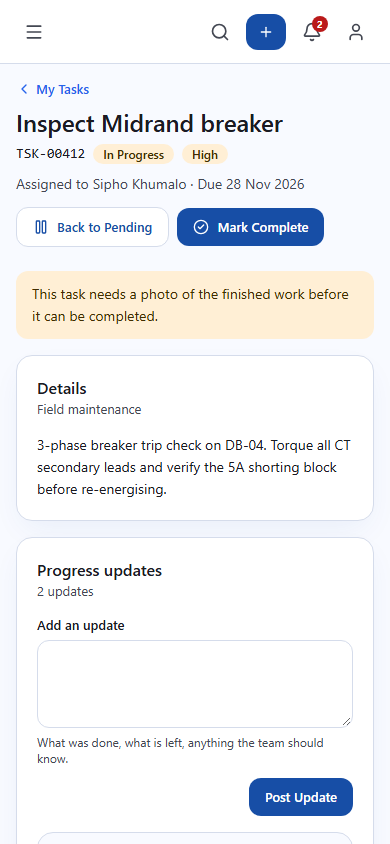 2
My Tasks
Inspect Midrand breaker
TSK-00412 In Progress High
Assigned to Sipho Khumalo · Due 28 Nov 2026
Back to Pending Mark Complete
This task needs a photo of the finished work before
it can be completed.
Details
Field maintenance
3-phase breaker trip check on DB-04. Torque all CT
secondary leads and verify the 5A shorting block
before re-energising.
Progress updates
2 updates
Add an update
What was done, what is left, anything the team should
know.
Post Update